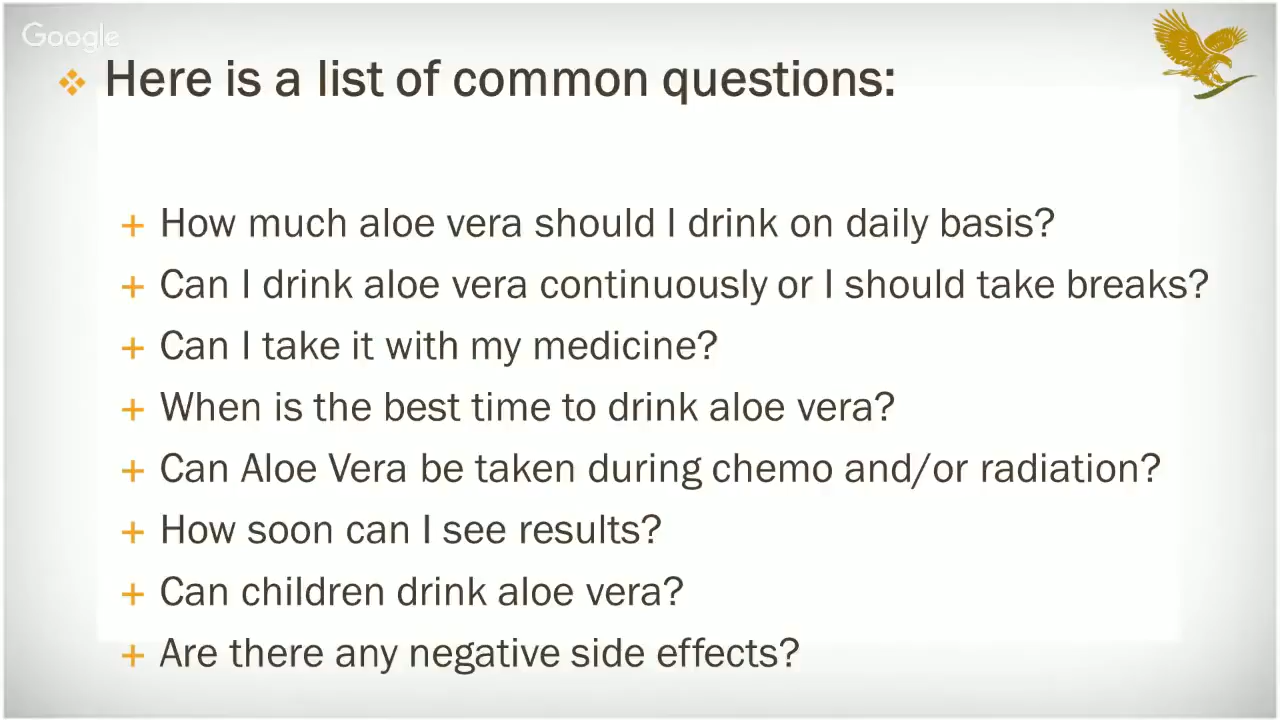 Google
Here is a list of common questions:
+ How much aloe vera should I drink on daily basis?
+ Can I drink aloe vera continuously or I should take breaks?
+ Can I take it with my medicine?
+ When is the best time to drink aloe vera?
+ Can Aloe Vera be taken during chemo and/or radiation?
+ How soon can I see results?
+ Can children drink aloe vera?
+ Are there any negative side effects?